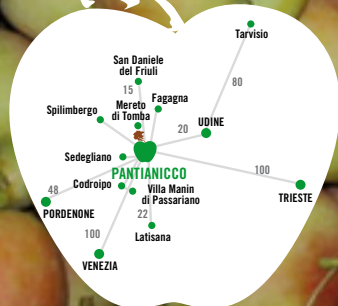 Tarvisio
San Daniele
del Friuli
80
15
Mereto
di Tomba
Fagagna
Spilimbergo
UDINE
20
Sedegliano
PANTIANICCO
100
Codroipo
Villa Manin
di Passariano
48
TRIESTE
PORDENONE
22
100
Latisana
VENEZIA